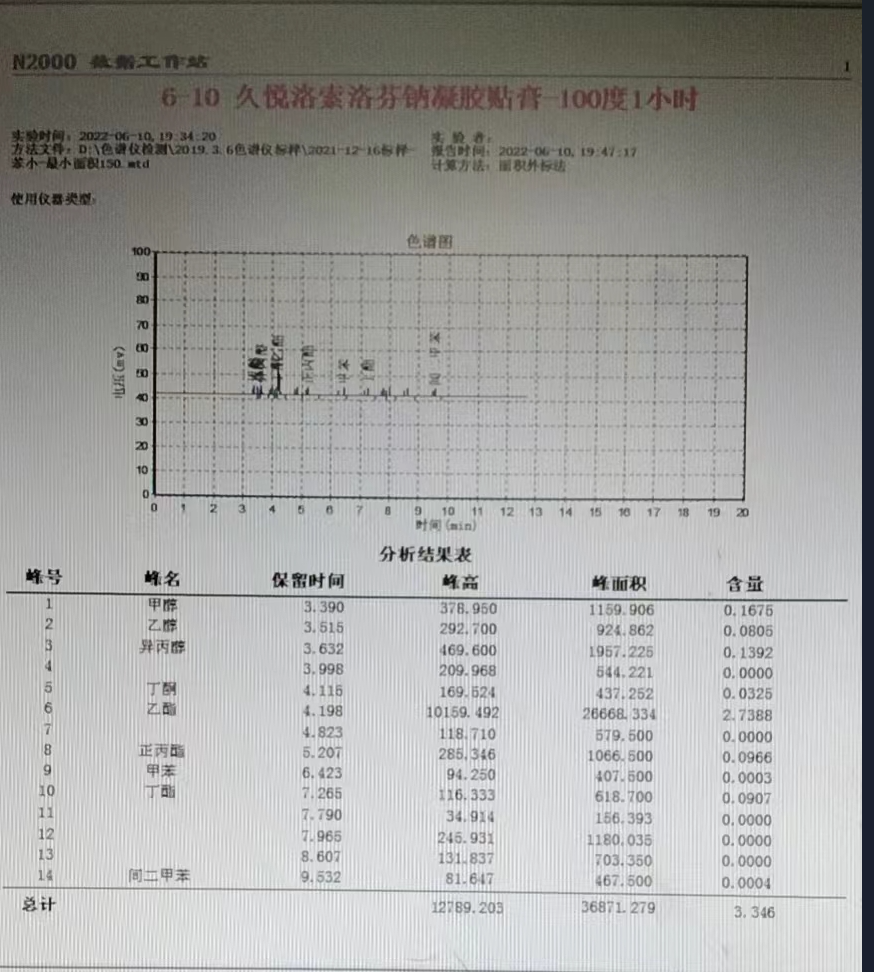 N2000 数据工作站
1
6-10 久悦洛索洛芬钠凝胶贴膏-100度1小时
实验时间: 2022-06-10, 19:34:20
实 验 者:
方法文件: D:\色谱仪检测\2019.3.6色谱仪标样\2021-12-16标样-
报告时间: 2022-06-10, 19:47:17
苯小-最小面积150.mtd
计算方法: 面积外标法
使用仪器类型:
色谱图
100
90
80
70
60
50
40
30
20
10
0
电压(mv)
正丙酯
甲苯
丁酯
间 甲苯
0 1 2 3 4 5 6 7 8 9 10 11 12 13 14 15 16 17 18 19 20
时间(min)
分析结果表
峰号 峰名 保留时间 峰高 峰面积 含量
1 甲醇 3.390 378.950 1159.906 0.1675
2 乙醇 3.515 292.700 924.862 0.0805
3 异丙醇 3.632 469.600 1957.225 0.1392
4 3.998 209.968 544.221 0.0000
5 丁酮 4.115 169.524 437.252 0.0325
6 乙酯 4.198 10159.492 26668.334 2.7388
7 4.823 118.710 579.500 0.0000
8 正丙酯 5.207 285.346 1066.500 0.0966
9 甲苯 6.423 94.250 407.500 0.0003
10 丁酯 7.265 116.333 618.700 0.0907
11 7.790 34.914 156.393 0.0000
12 7.965 245.931 1180.035 0.0000
13 8.607 131.837 703.350 0.0000
14 间二甲苯 9.532 81.647 467.500 0.0004
总计 12789.203 36871.279 3.346